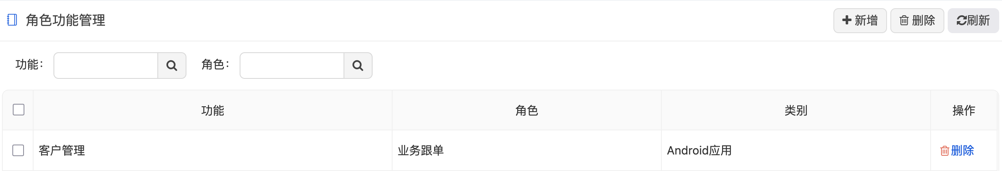 角色功能管理 新增 删除 刷新
功能: 角色:
功能 角色 类别 操作
客户管理 业务跟单 Android应用 删除